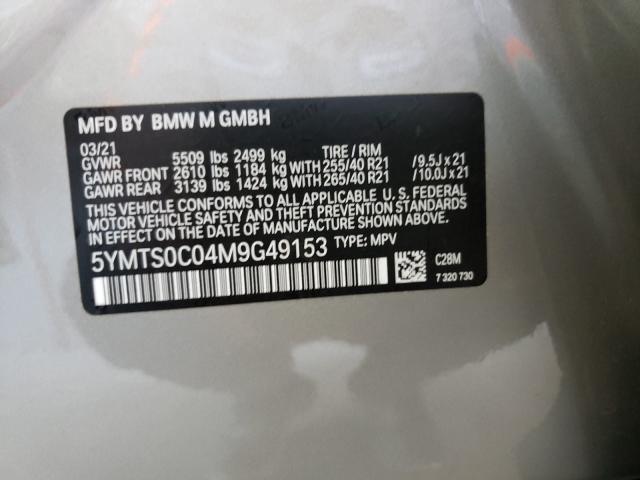 MFD BY BMW M GMBH
03/21 TIRE / RIM
GVWR 5509 lbs 2499 kg
GAWR FRONT 2610 lbs 1184 kg WITH 255/40 R21 /9.5J x 21
GAWR REAR 3139 lbs 1424 kg WITH 265/40 R21 /10.0J x 21
THIS VEHICLE CONFORMS TO ALL APPLICABLE U. S. FEDERAL
MOTOR VEHICLE SAFETY AND THEFT PREVENTION STANDARDS
IN EFFECT ON THE DATE OF MANUFACTURE SHOWN ABOVE.
5YMTS0C04M9G49153 TYPE: MPV
C28M
7 320 730